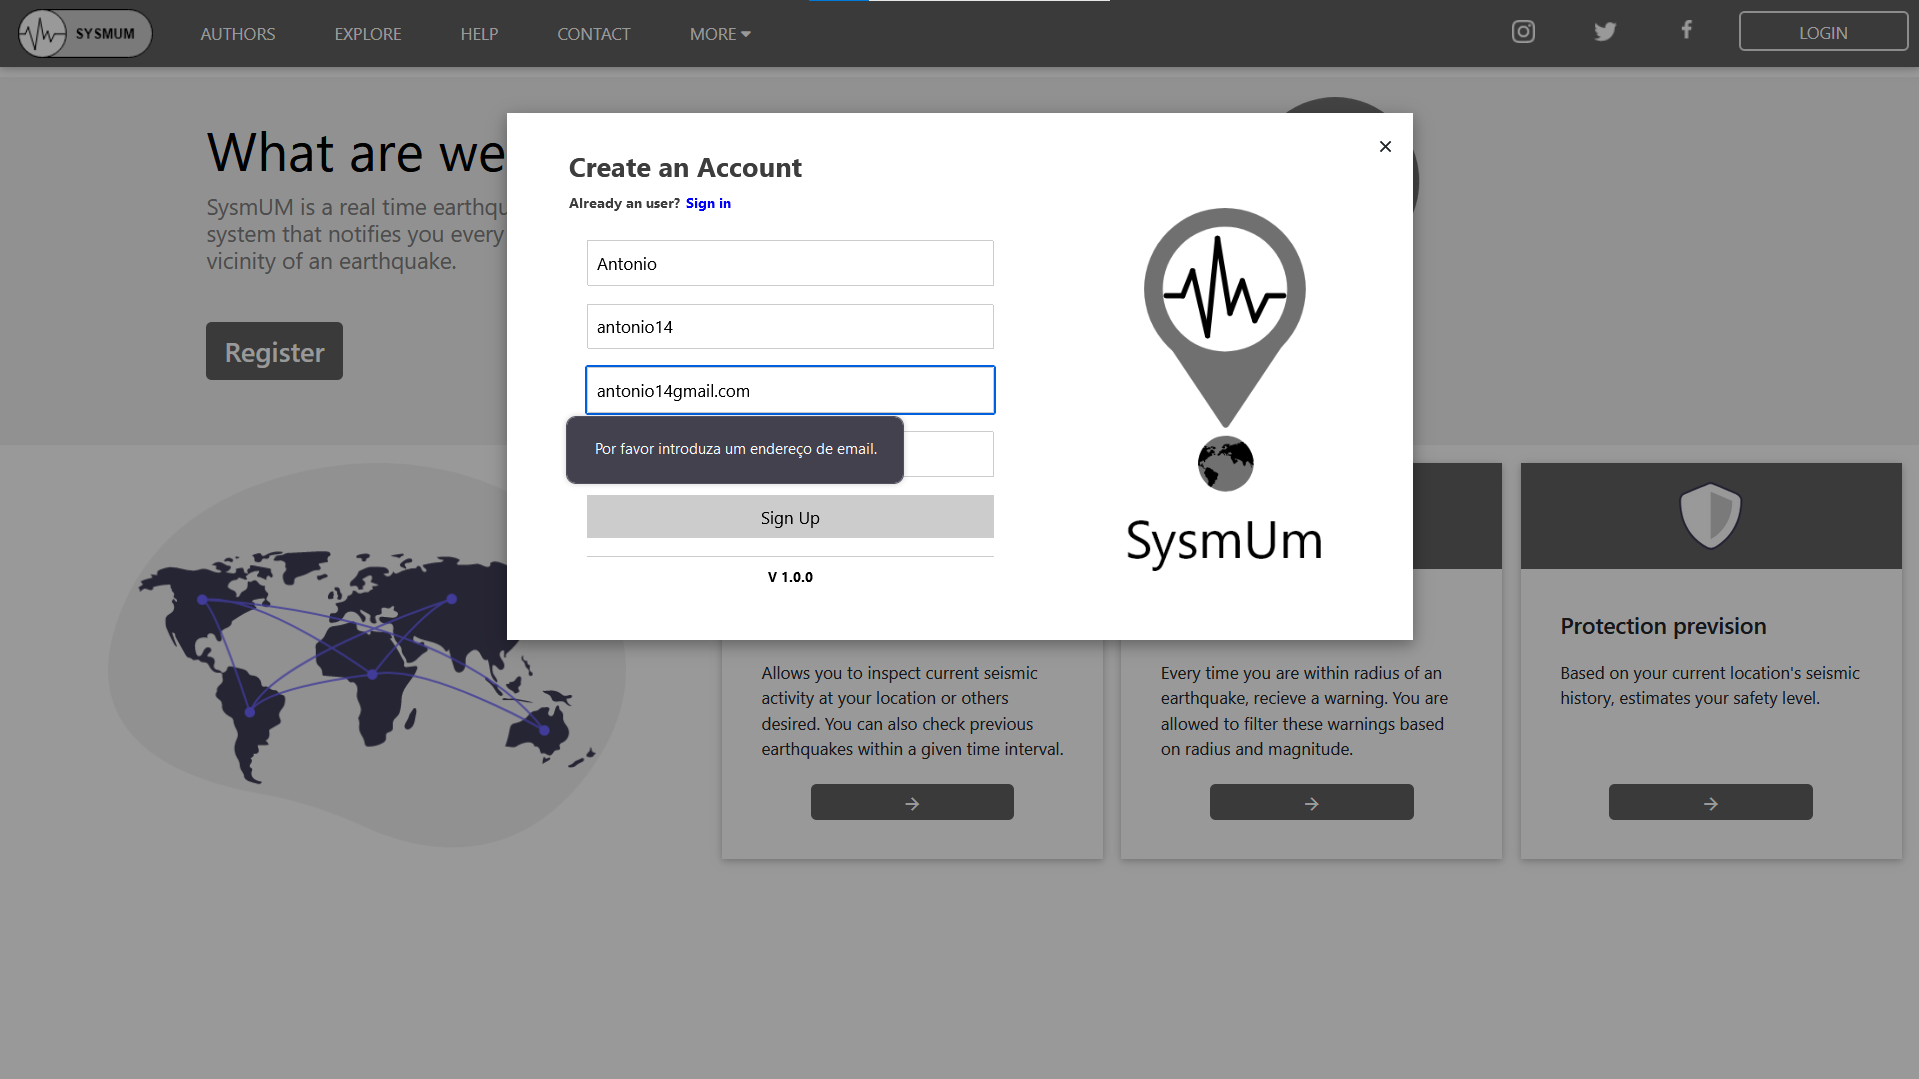 SYSMUM
AUTHORS
EXPLORE
HELP
CONTACT
MORE
LOGIN
What are we
SysmUM is a real time earthqu
system that notifies you every
vicinity of an earthquake.
Register
Create an Account
Already an user? Sign in
Antonio
antonio14
antonio14gmail.com
Por favor introduza um endereço de email.
Sign Up
V 1.0.0
SysmUm
Allows you to inspect current seismic
activity at your location or others
desired. You can also check previous
earthquakes within a given time interval.
Every time you are within radius of an
earthquake, recieve a warning. You are
allowed to filter these warnings based
on radius and magnitude.
Protection prevision
Based on your current location's seismic
history, estimates your safety level.